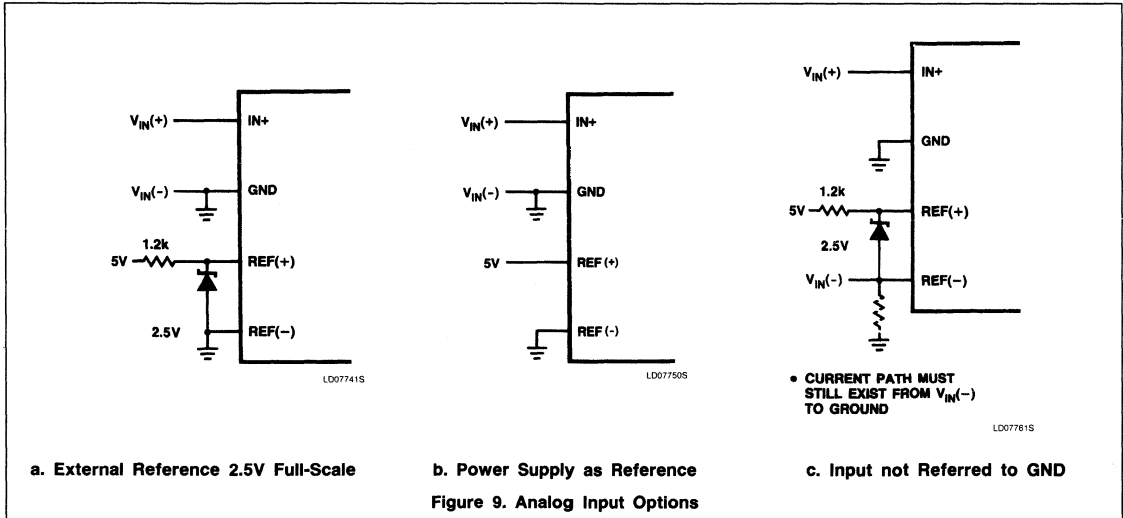 V_IN(+)
IN+
V_IN(−)
GND
1.2k
5V
REF(+)
2.5V
REF(−)
LD07741S
a. External Reference 2.5V Full-Scale
V_IN(+)
IN+
V_IN(−)
GND
5V
REF (+)
REF (-)
LD07750S
b. Power Supply as Reference
V_IN(+)
IN+
GND
1.2k
5V
REF(+)
2.5V
V_IN(−)
REF(−)
• CURRENT PATH MUST
STILL EXIST FROM V_IN(−)
TO GROUND
LD07761S
c. Input not Referred to GND
Figure 9. Analog Input Options